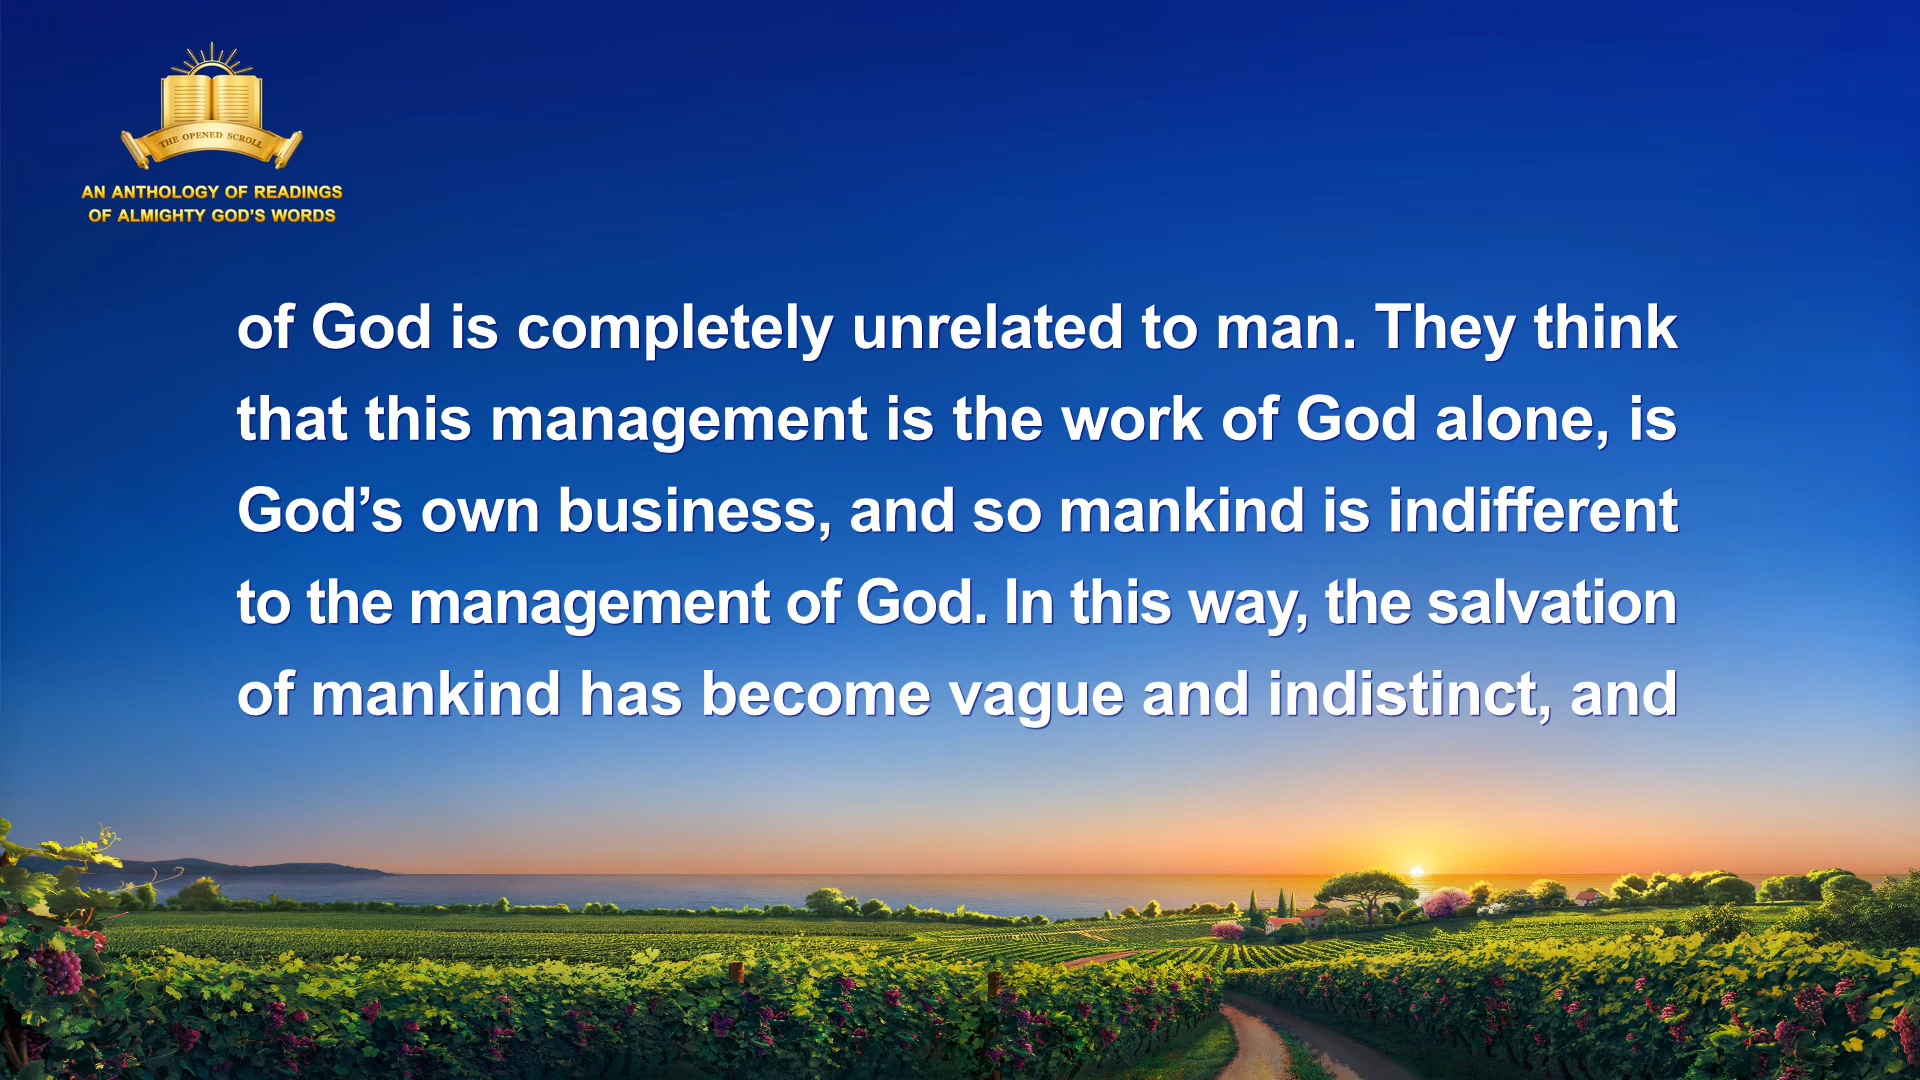 THE OPENED SCROLL
AN ANTHOLOGY OF READINGS
OF ALMIGHTY GOD'S WORDS
of God is completely unrelated to man. They think
that this management is the work of God alone, is
God’s own business, and so mankind is indifferent
to the management of God. In this way, the salvation
of mankind has become vague and indistinct, and